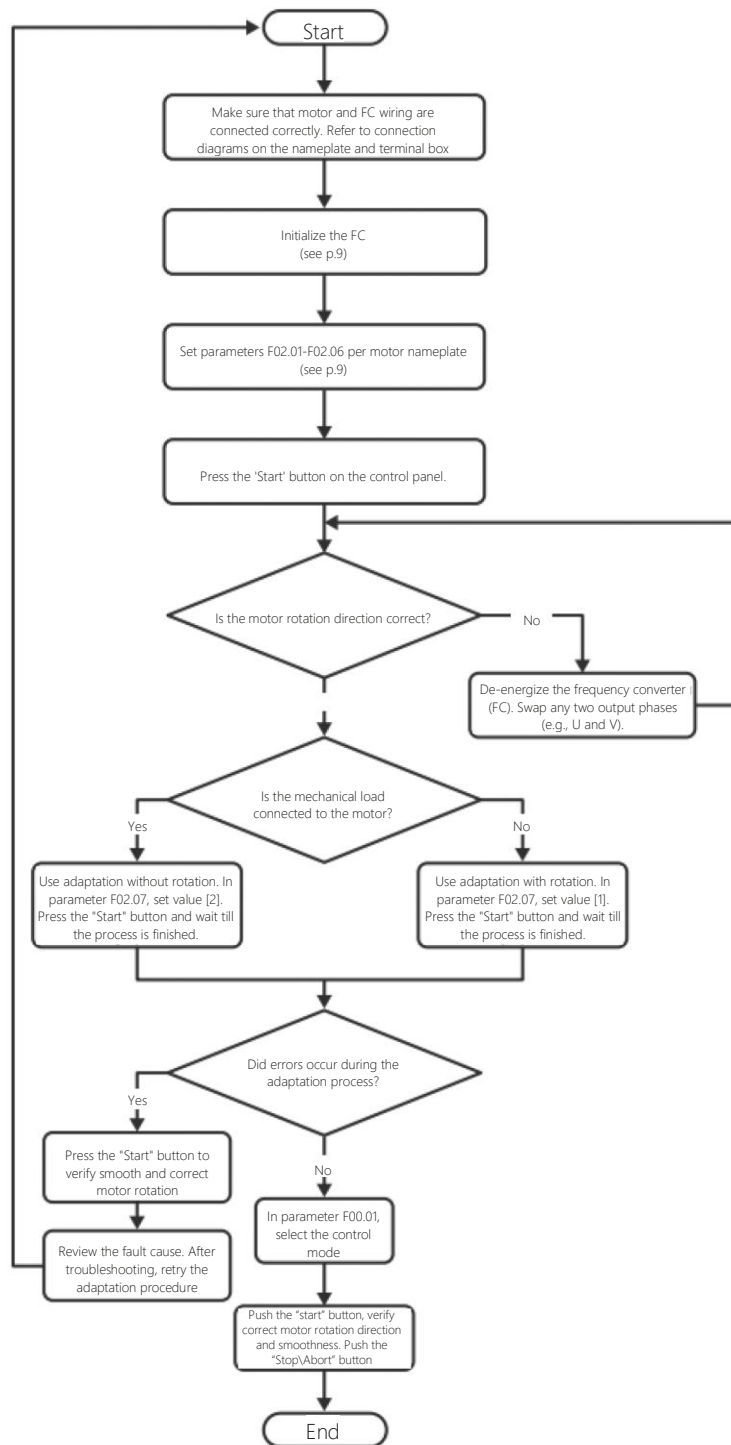 Start
Make sure that motor and FC wiring are
connected correctly. Refer to connection
diagrams on the nameplate and terminal box
Initialize the FC
(see p.9)
Set parameters F02.01-F02.06 per motor nameplate
(see p.9)
Press the 'Start' button on the control panel.
Is the motor rotation direction correct?
No
De-energize the frequency converter
(FC). Swap any two output phases
(e.g., U and V).
Is the mechanical load
connected to the motor?
Yes
No
Use adaptation without rotation. In
parameter F02.07, set value [2].
Press the "Start" button and wait till
the process is finished.
Use adaptation with rotation. In
parameter F02.07, set value [1].
Press the "Start" button and wait till
the process is finished.
Did errors occur during the
adaptation process?
Yes
No
Press the "Start" button to
verify smooth and correct
motor rotation
In parameter F00.01,
select the control
mode
Review the fault cause. After
troubleshooting, retry the
adaptation procedure
Push the “start” button, verify
correct motor rotation direction
and smoothness. Push the
“Stop\Abort” button
End